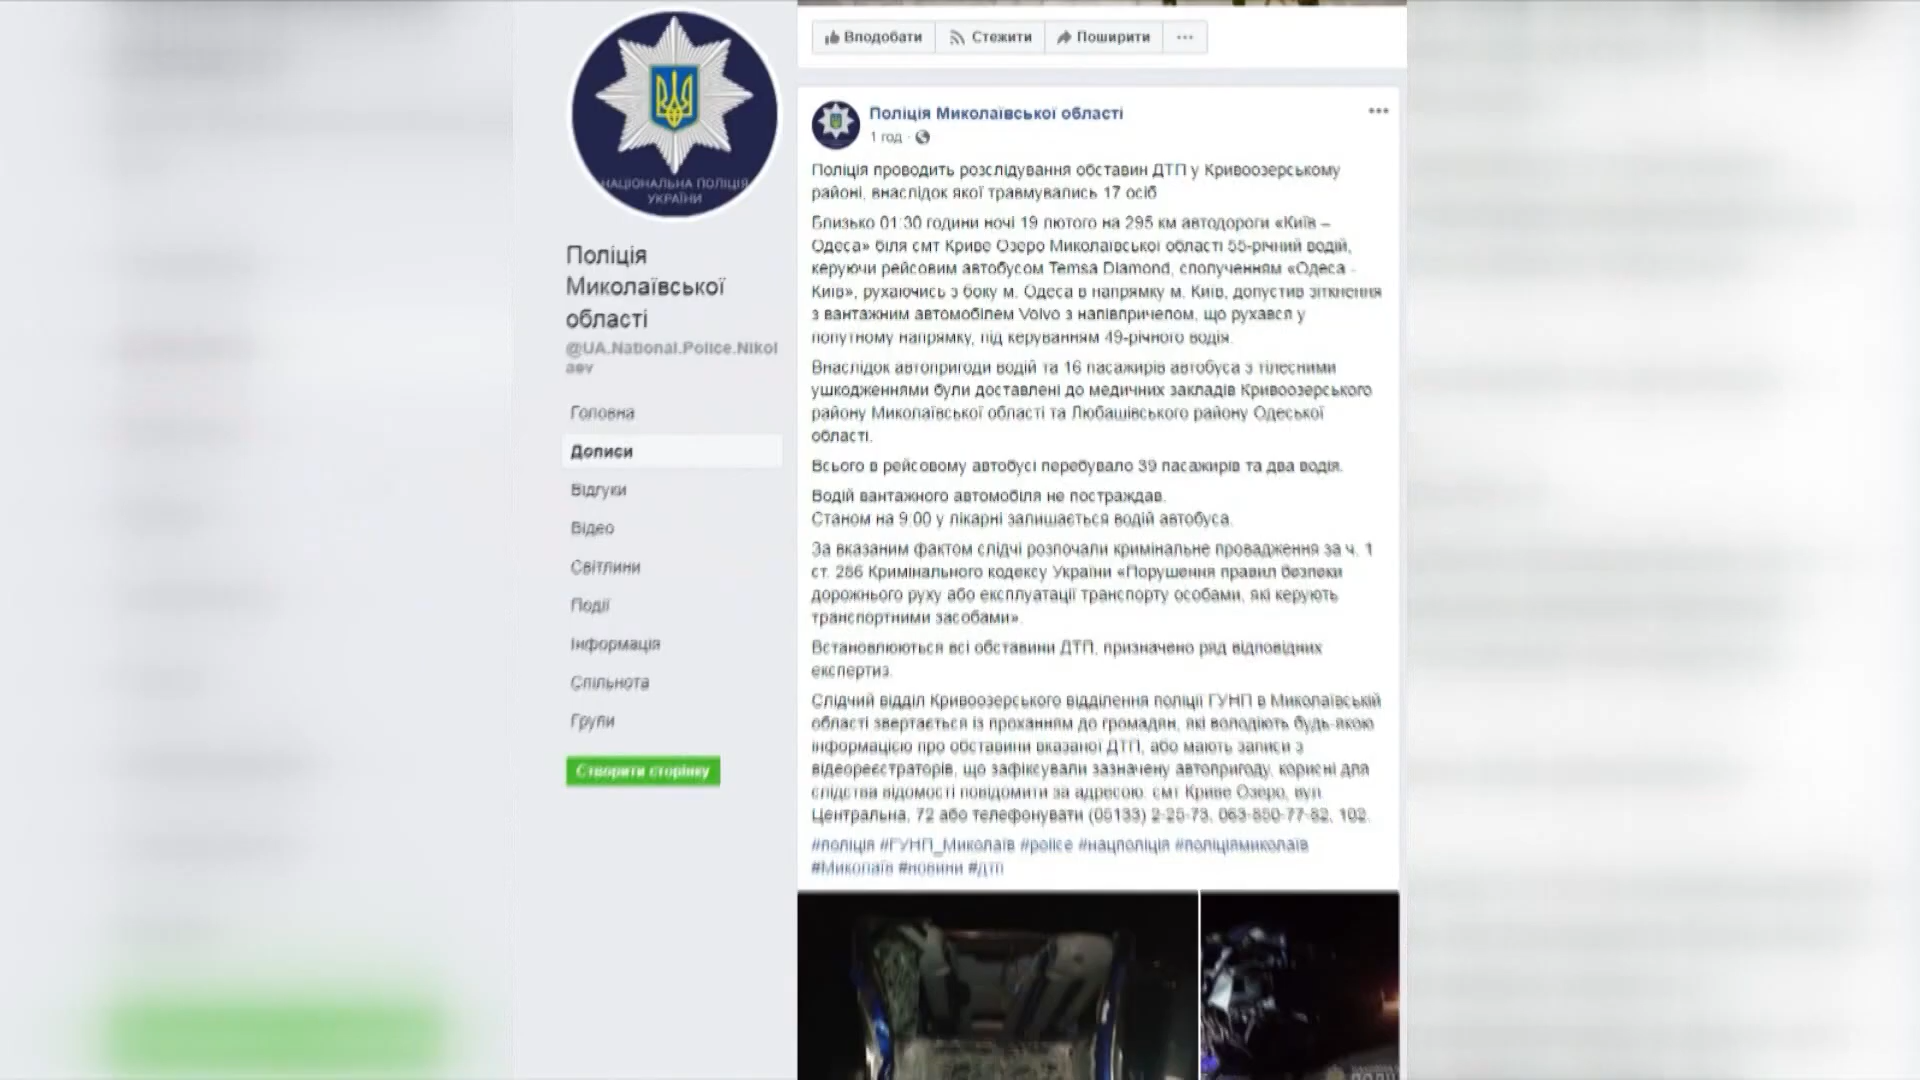 НАЦІОНАЛЬНА ПОЛІЦІЯ
УКРАЇНИ
Поліція
Миколаївської
області
@UA.National.Police.Nikol
aev
Головна
Дописи
Відгуки
Відео
Світлини
Події
Інформація
Спільнота
Групи
Створити сторінку
Вподобати
Стежити
Поширити
Поліція Миколаївської області
1 год ·
Поліція проводить розслідування обставин ДТП у Кривоозерському
районі, внаслідок якої травмувались 17 осіб
Близько 01:30 години ночі 19 лютого на 295 км автодороги «Київ –
Одеса» біля смт Криве Озеро Миколаївської області 55-річний водій,
керуючи рейсовим автобусом Temsa Diamond, сполученням «Одеса -
Київ», рухаючись з боку м. Одеса в напрямку м. Київ, допустив зіткнення
з вантажним автомобілем Volvo з напівпричепом, що рухався у
попутному напрямку, під керуванням 49-річного водія.
Внаслідок автопригоди водій та 16 пасажирів автобуса з тілесними
ушкодженнями були доставлені до медичних закладів Кривоозерського
району Миколаївської області та Любашівського району Одеської
області.
Всього в рейсовому автобусі перебувало 39 пасажирів та два водія.
Водій вантажного автомобіля не постраждав.
Станом на 9:00 у лікарні залишається водій автобуса.
За вказаним фактом слідчі розпочали кримінальне провадження за ч. 1
ст. 286 Кримінального кодексу України «Порушення правил безпеки
дорожнього руху або експлуатації транспорту особами, які керують
транспортними засобами».
Встановлюються всі обставини ДТП, призначено ряд відповідних
експертиз.
Слідчий відділ Кривоозерського відділення поліції ГУНП в Миколаївській
області звертається із проханням до громадян, які володіють будь-якою
інформацією про обставини вказаної ДТП, або мають записи з
відеореєстраторів, що зафіксували зазначену автопригоду, корисні для
слідства відомості повідомити за адресою: смт Криве Озеро, вул.
Центральна, 72 або телефонувати (05133) 2-25-73, 063-850-77-82, 102.
#поліція #ГУНП_Миколаїв #police #нацполіція #поліціямиколаїв
#Миколаїв #новини #дтп